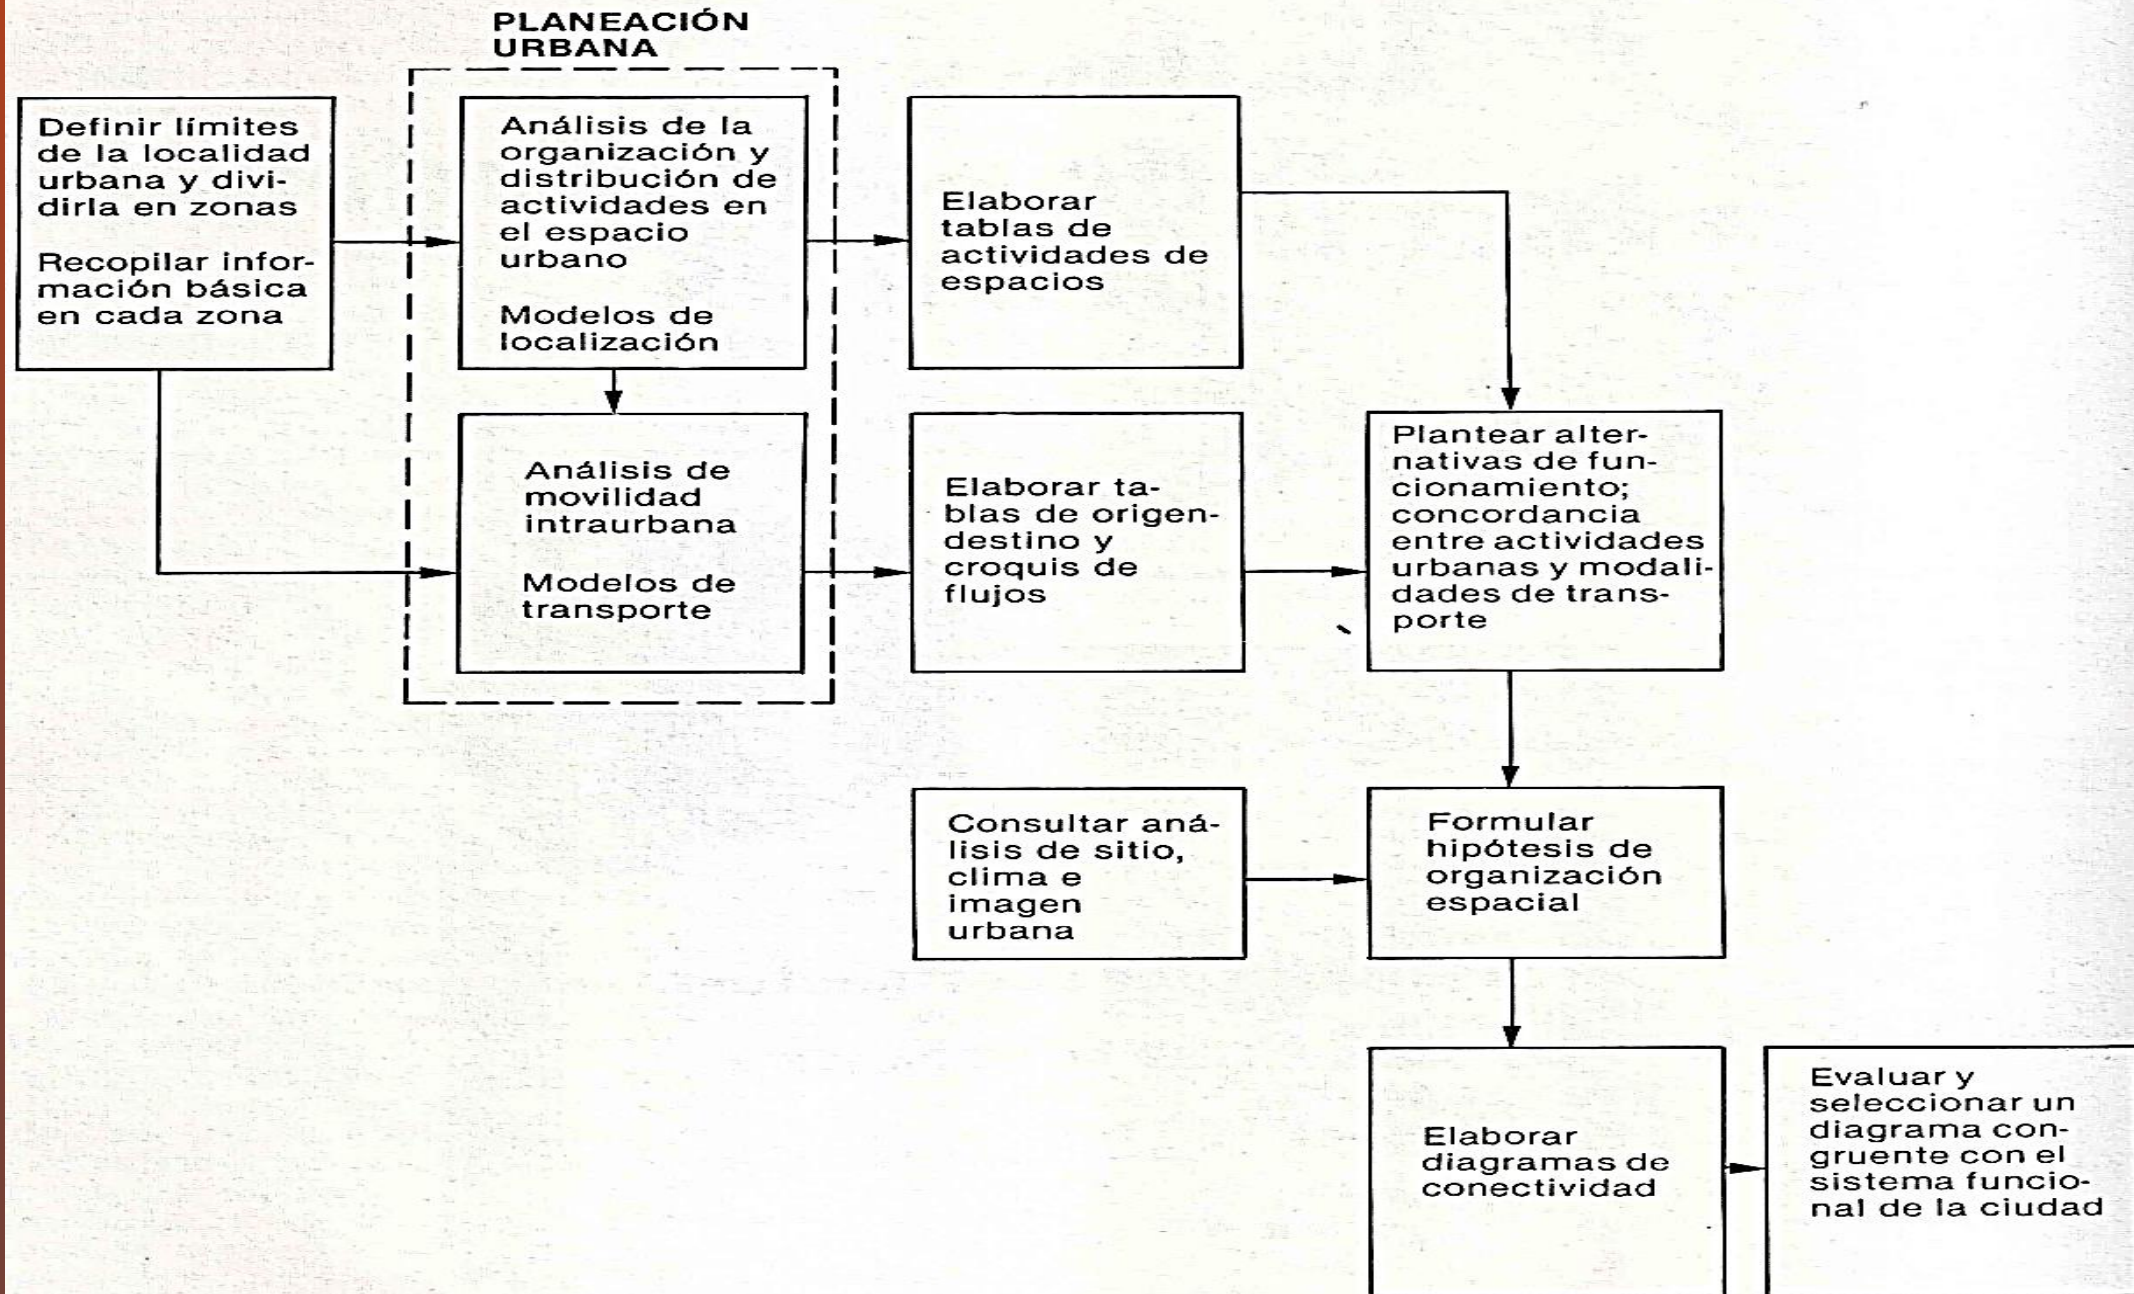 PLANEACIÓN
URBANA
Definir límites
de la localidad
urbana y divi-
dirla en zonas
Recopilar infor-
mación básica
en cada zona
Análisis de la
organización y
distribución de
actividades en
el espacio
urbano
Modelos de
localización
Elaborar
tablas de
actividades de
espacios
Análisis de
movilidad
intraurbana
Modelos de
transporte
Elaborar ta-
blas de origen-
destino y
croquis de
flujos
Plantear alter-
nativas de fun-
cionamiento;
concordancia
entre actividades
urbanas y modali-
dades de trans-
porte
Consultar aná-
lisis de sitio,
clima e
imagen
urbana
Formular
hipótesis de
organización
espacial
Elaborar
diagramas de
conectividad
Evaluar y
seleccionar un
diagrama con-
gruente con el
sistema funcio-
nal de la ciudad